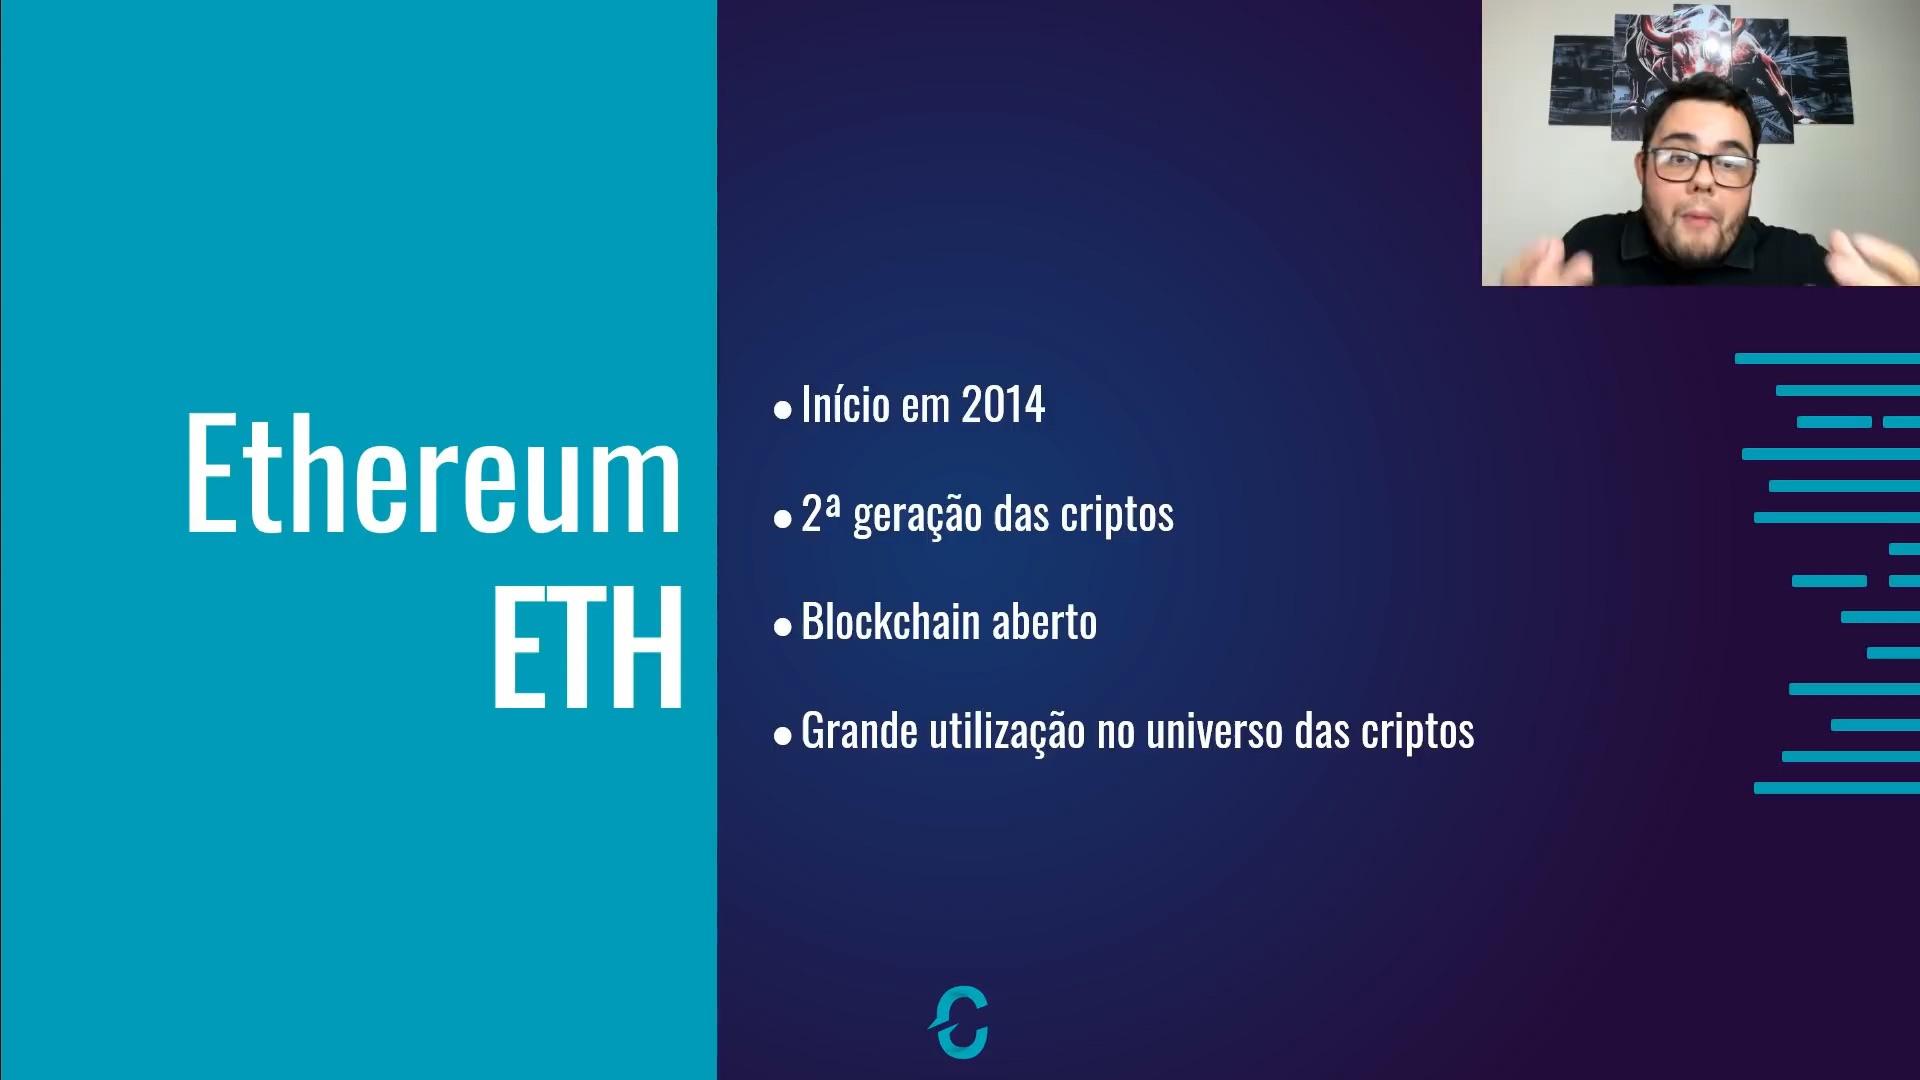 Ethereum
ETH
• Início em 2014
• 2ª geração das criptos
• Blockchain aberto
• Grande utilização no universo das criptos